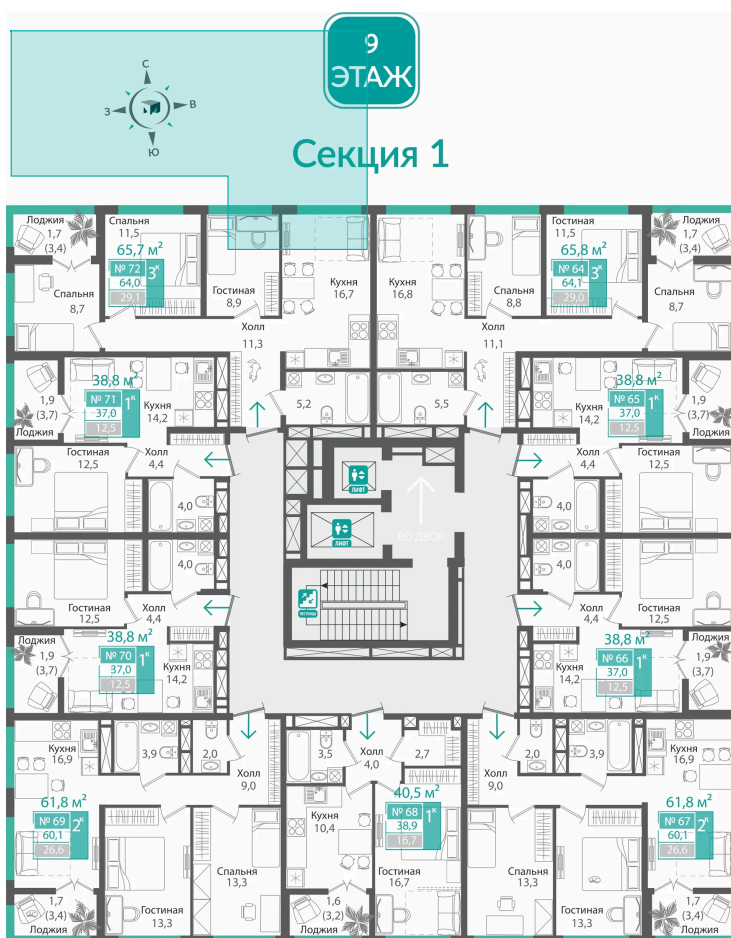 9
ЭТАЖ
С
З
В
Ю
Секция 1
Лоджия
1,7
(3,4)
Спальня
11,5
65,7 м²
№ 72
64,0
29,1
3к
Спальня
8,7
Гостиная
8,9
Кухня
16,7
Холл
11,3
5,2
Кухня
16,8
Спальня
8,8
Холл
11,1
5,5
Гостиная
11,5
65,8 м²
№ 64
64,1
29,0
3к
Лоджия
1,7
(3,4)
Спальня
8,7
38,8 м²
№ 71
37,0
12,5
1к
1,9
(3,7)
Лоджия
Кухня
14,2
Гостиная
12,5
Холл
4,4
4,0
38,8 м²
№ 65
37,0
12,5
1к
Кухня
14,2
1,9
(3,7)
Лоджия
Холл
4,4
Гостиная
12,5
4,0
ЛИФТ
ЛИФТ
ВО ДВОР
ЛЕСТНИЦА
4,0
Гостиная
12,5
Холл
4,4
Лоджия
1,9
(3,7)
38,8 м²
№ 70
37,0
12,5
1к
Кухня
14,2
4,0
Холл
4,4
Гостиная
12,5
38,8 м²
№ 66
37,0
12,5
1к
Кухня
14,2
Лоджия
1,9
(3,7)
Кухня
16,9
3,9
2,0
Холл
9,0
61,8 м²
№ 69
60,1
26,6
2к
1,7
(3,4)
Лоджия
Гостиная
13,3
Спальня
13,3
3,5
Холл
4,0
2,7
Кухня
10,4
40,5 м²
№ 68
38,9
16,7
1к
Гостиная
16,7
1,6
(3,2)
Лоджия
2,0
3,9
Холл
9,0
Кухня
16,9
61,8 м²
№ 67
60,1
26,6
2к
Спальня
13,3
Гостиная
13,3
1,7
(3,4)
Лоджия